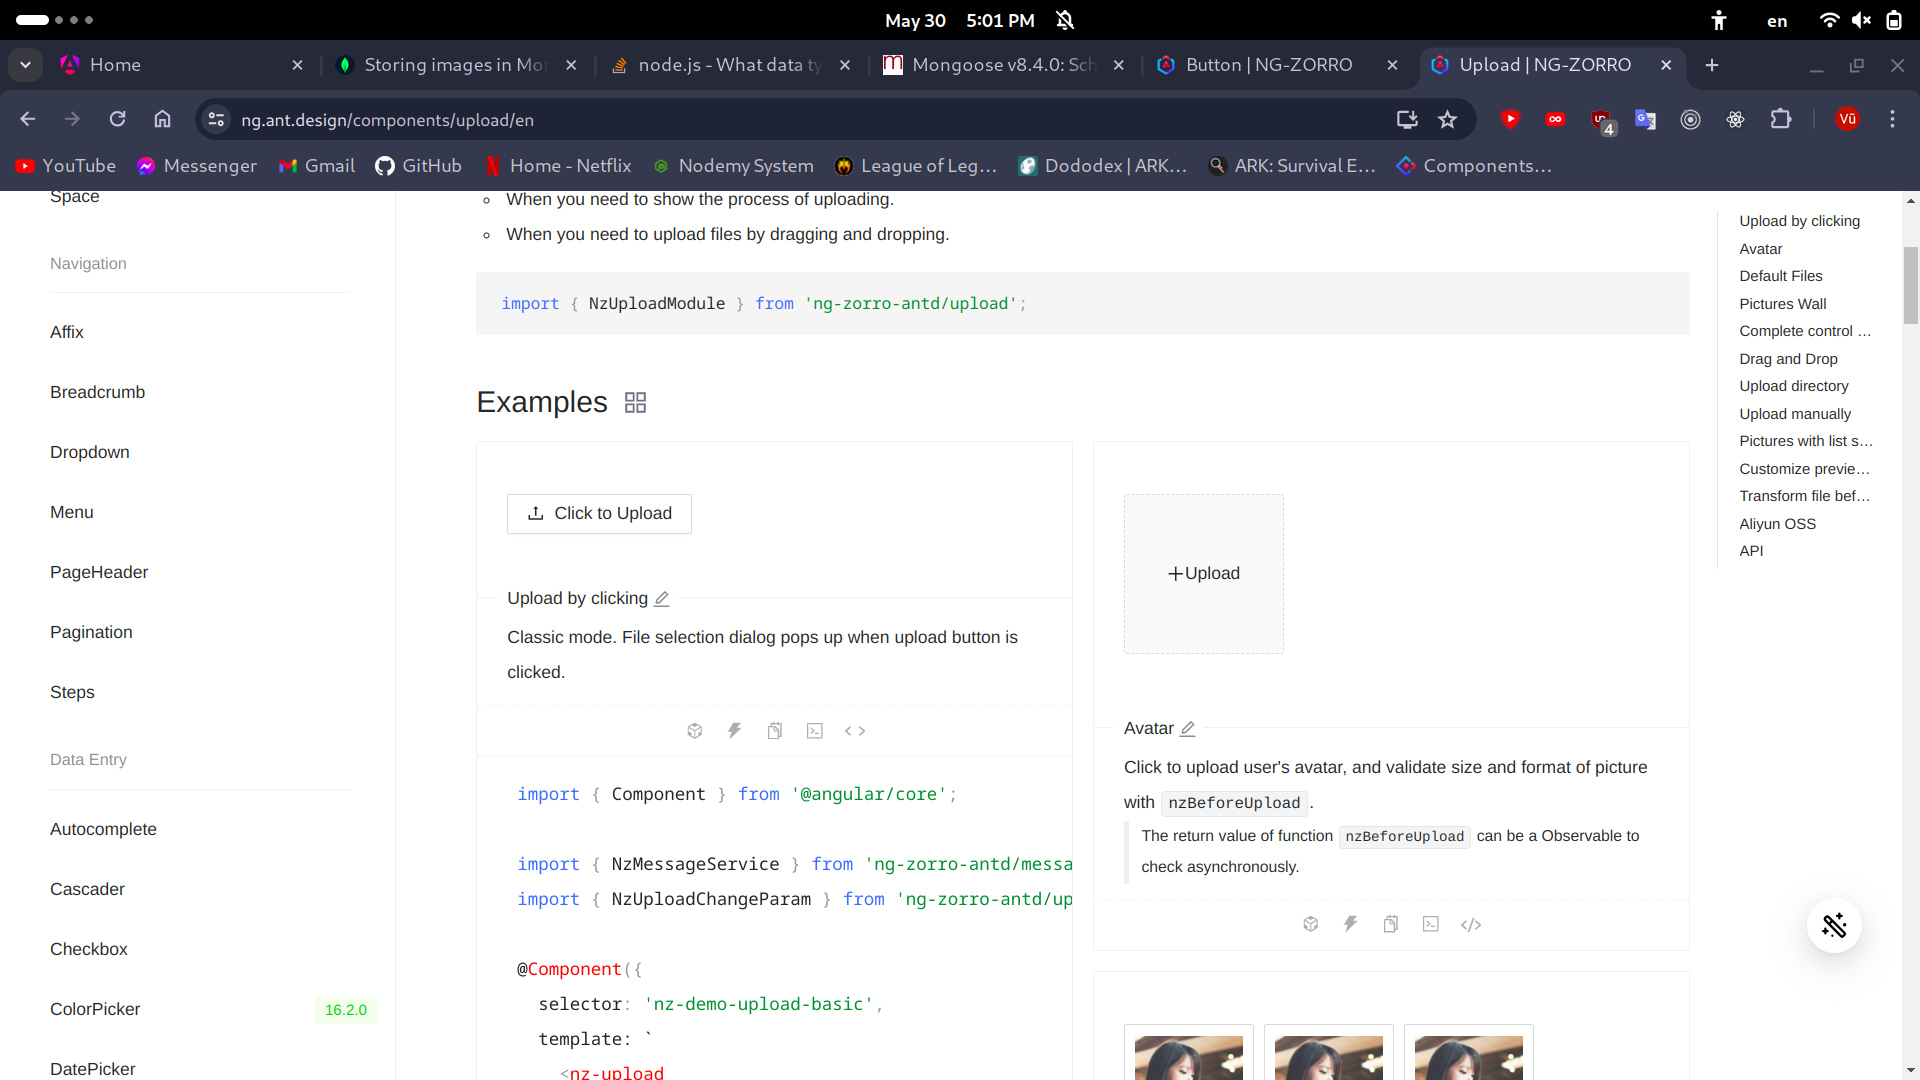 May 30 5:01 PM
en
Home
Storing images in Mon
node.js - What data ty
Mongoose v8.4.0: Sch
Button | NG-ZORRO
Upload | NG-ZORRO
ng.ant.design/components/upload/en
4
Vũ
YouTube
Messenger
Gmail
GitHub
Home - Netflix
Nodemy System
League of Leg...
Dododex | ARK...
ARK: Survival E...
Components...
Space
Navigation
Affix
Breadcrumb
Dropdown
Menu
PageHeader
Pagination
Steps
Data Entry
Autocomplete
Cascader
Checkbox
ColorPicker 16.2.0
DatePicker
When you need to show the process of uploading.
When you need to upload files by dragging and dropping.
import { NzUploadModule } from 'ng-zorro-antd/upload';
Examples
Click to Upload
Upload by clicking
Classic mode. File selection dialog pops up when upload button is
clicked.
import { Component } from '@angular/core';
import { NzMessageService } from 'ng-zorro-antd/messa
import { NzUploadChangeParam } from 'ng-zorro-antd/up
@Component({
selector: 'nz-demo-upload-basic',
template: `
<nz-upload
Upload
Avatar
Click to upload user's avatar, and validate size and format of picture
with nzBeforeUpload .
The return value of function nzBeforeUpload can be a Observable to
check asynchronously.
Upload by clicking
Avatar
Default Files
Pictures Wall
Complete control ...
Drag and Drop
Upload directory
Upload manually
Pictures with list s...
Customize previe...
Transform file bef...
Aliyun OSS
API